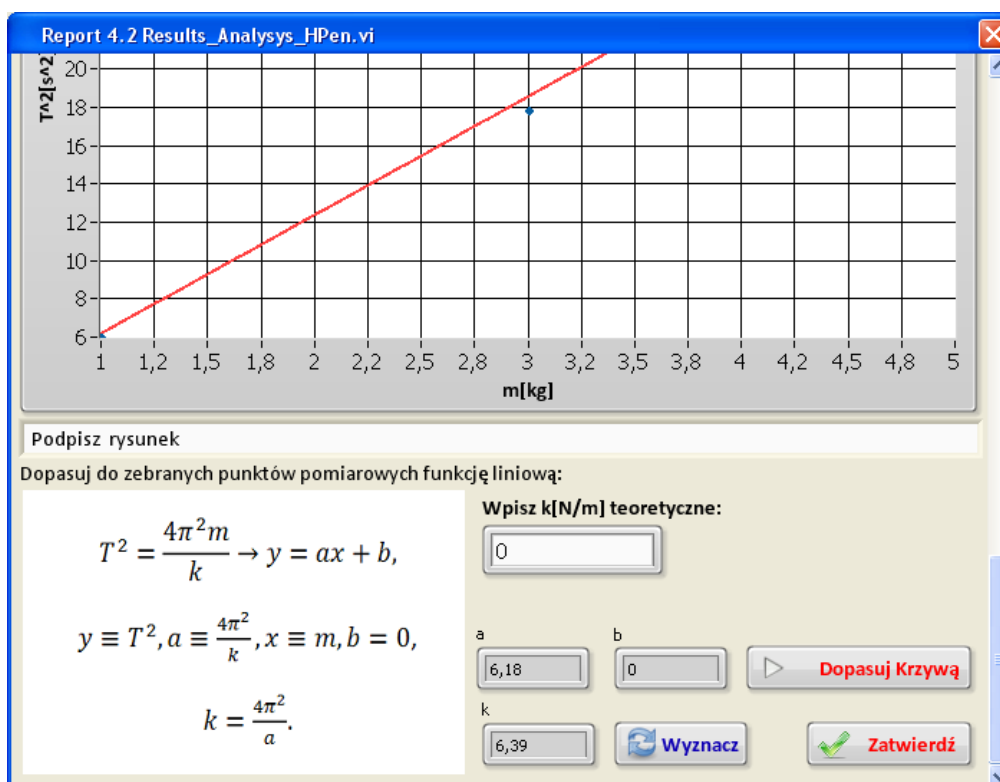 Report 4.2 Results_Analysys_HPen.vi
T^2[s^2]
20
18
16
14
12
10
8
6
1 1,2 1,5 1,8 2 2,2 2,5 2,8 3 3,2 3,5 3,8 4 4,2 4,5 4,8 5
m[kg]
Podpisz rysunek
Dopasuj do zebranych punktów pomiarowych funkcję liniową:
T² = 4π²m/k → y = ax + b,
y ≡ T², a ≡ 4π²/k, x ≡ m, b = 0,
k = 4π²/a.
Wpisz k[N/m] teoretyczne:
0
a b
6,18 0 Dopasuj Krzywą
k
6,39 Wyznacz Zatwierdź